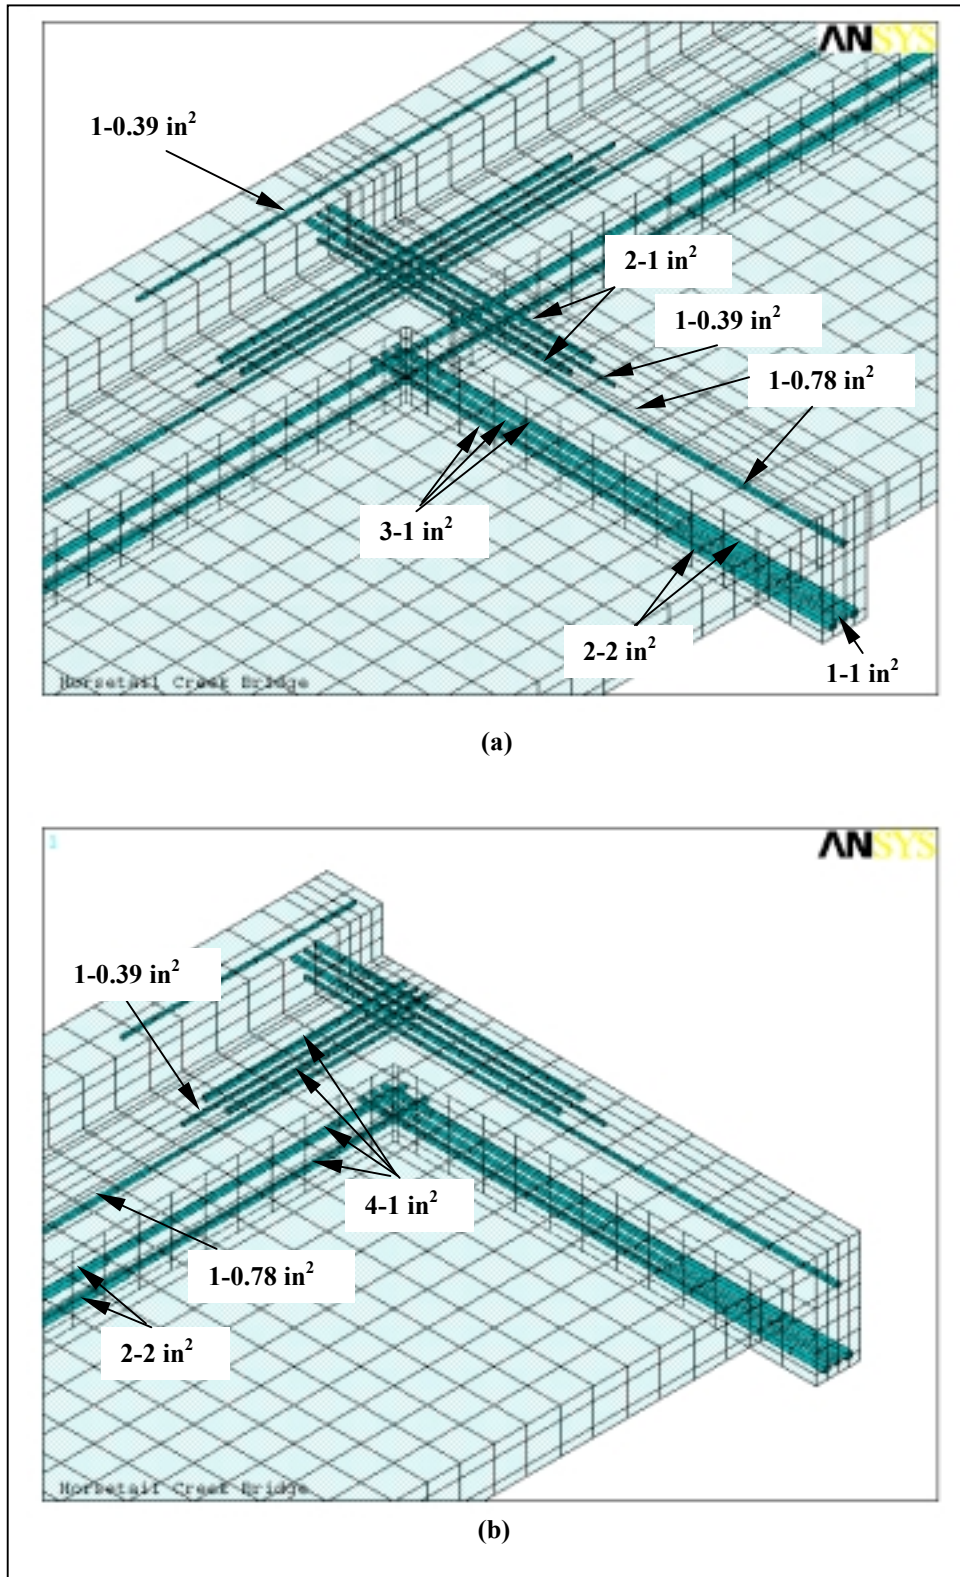 ANSYS
1-0.39 in²
2-1 in²
1-0.39 in²
1-0.78 in²
3-1 in²
2-2 in²
1-1 in²
Horsetail Creek Bridge
(a)
1
ANSYS
1-0.39 in²
4-1 in²
1-0.78 in²
2-2 in²
Horsetail Creek Bridge
(b)